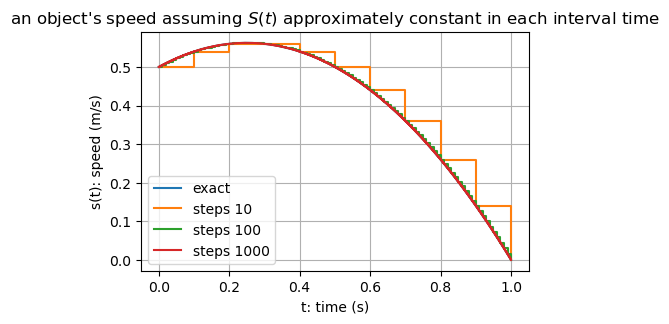 an object's speed assuming S(t) approximately constant in each interval time
s(t): speed (m/s)
0.5
0.4
0.3
0.2
0.1
0.0
exact
steps 10
steps 100
steps 1000
0.0 0.2 0.4 0.6 0.8 1.0
t: time (s)